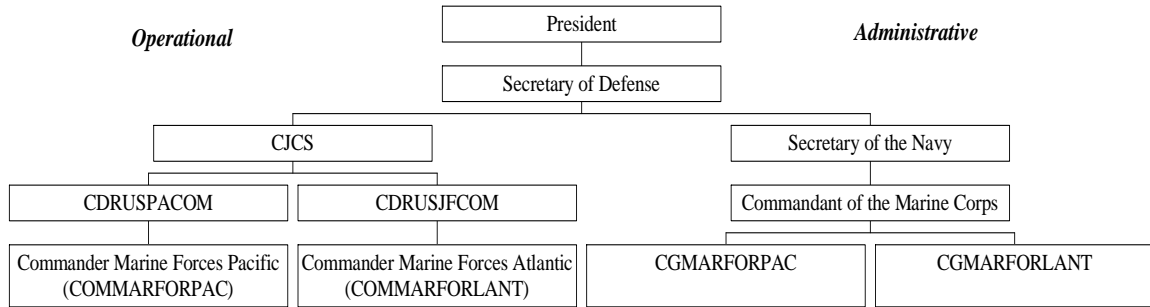 President
Operational
Administrative
Secretary of Defense
CJCS
Secretary of the Navy
CDRUSPACOM
CDRUSJFCOM
Commandant of the Marine Corps
Commander Marine Forces Pacific
(COMMARFORPAC)
Commander Marine Forces Atlantic
(COMMARFORLANT)
CGMARFORPAC
CGMARFORLANT